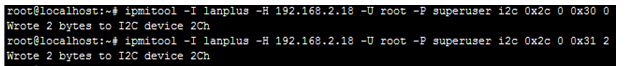 root@localhost:~# ipmitool -I lanplus -H 192.168.2.18 -U root -P superuser i2c 0x2c 0 0x30 0
Wrote 2 bytes to I2C device 2Ch
root@localhost:~# ipmitool -I lanplus -H 192.168.2.18 -U root -P superuser i2c 0x2c 0 0x31 2
Wrote 2 bytes to I2C device 2Ch